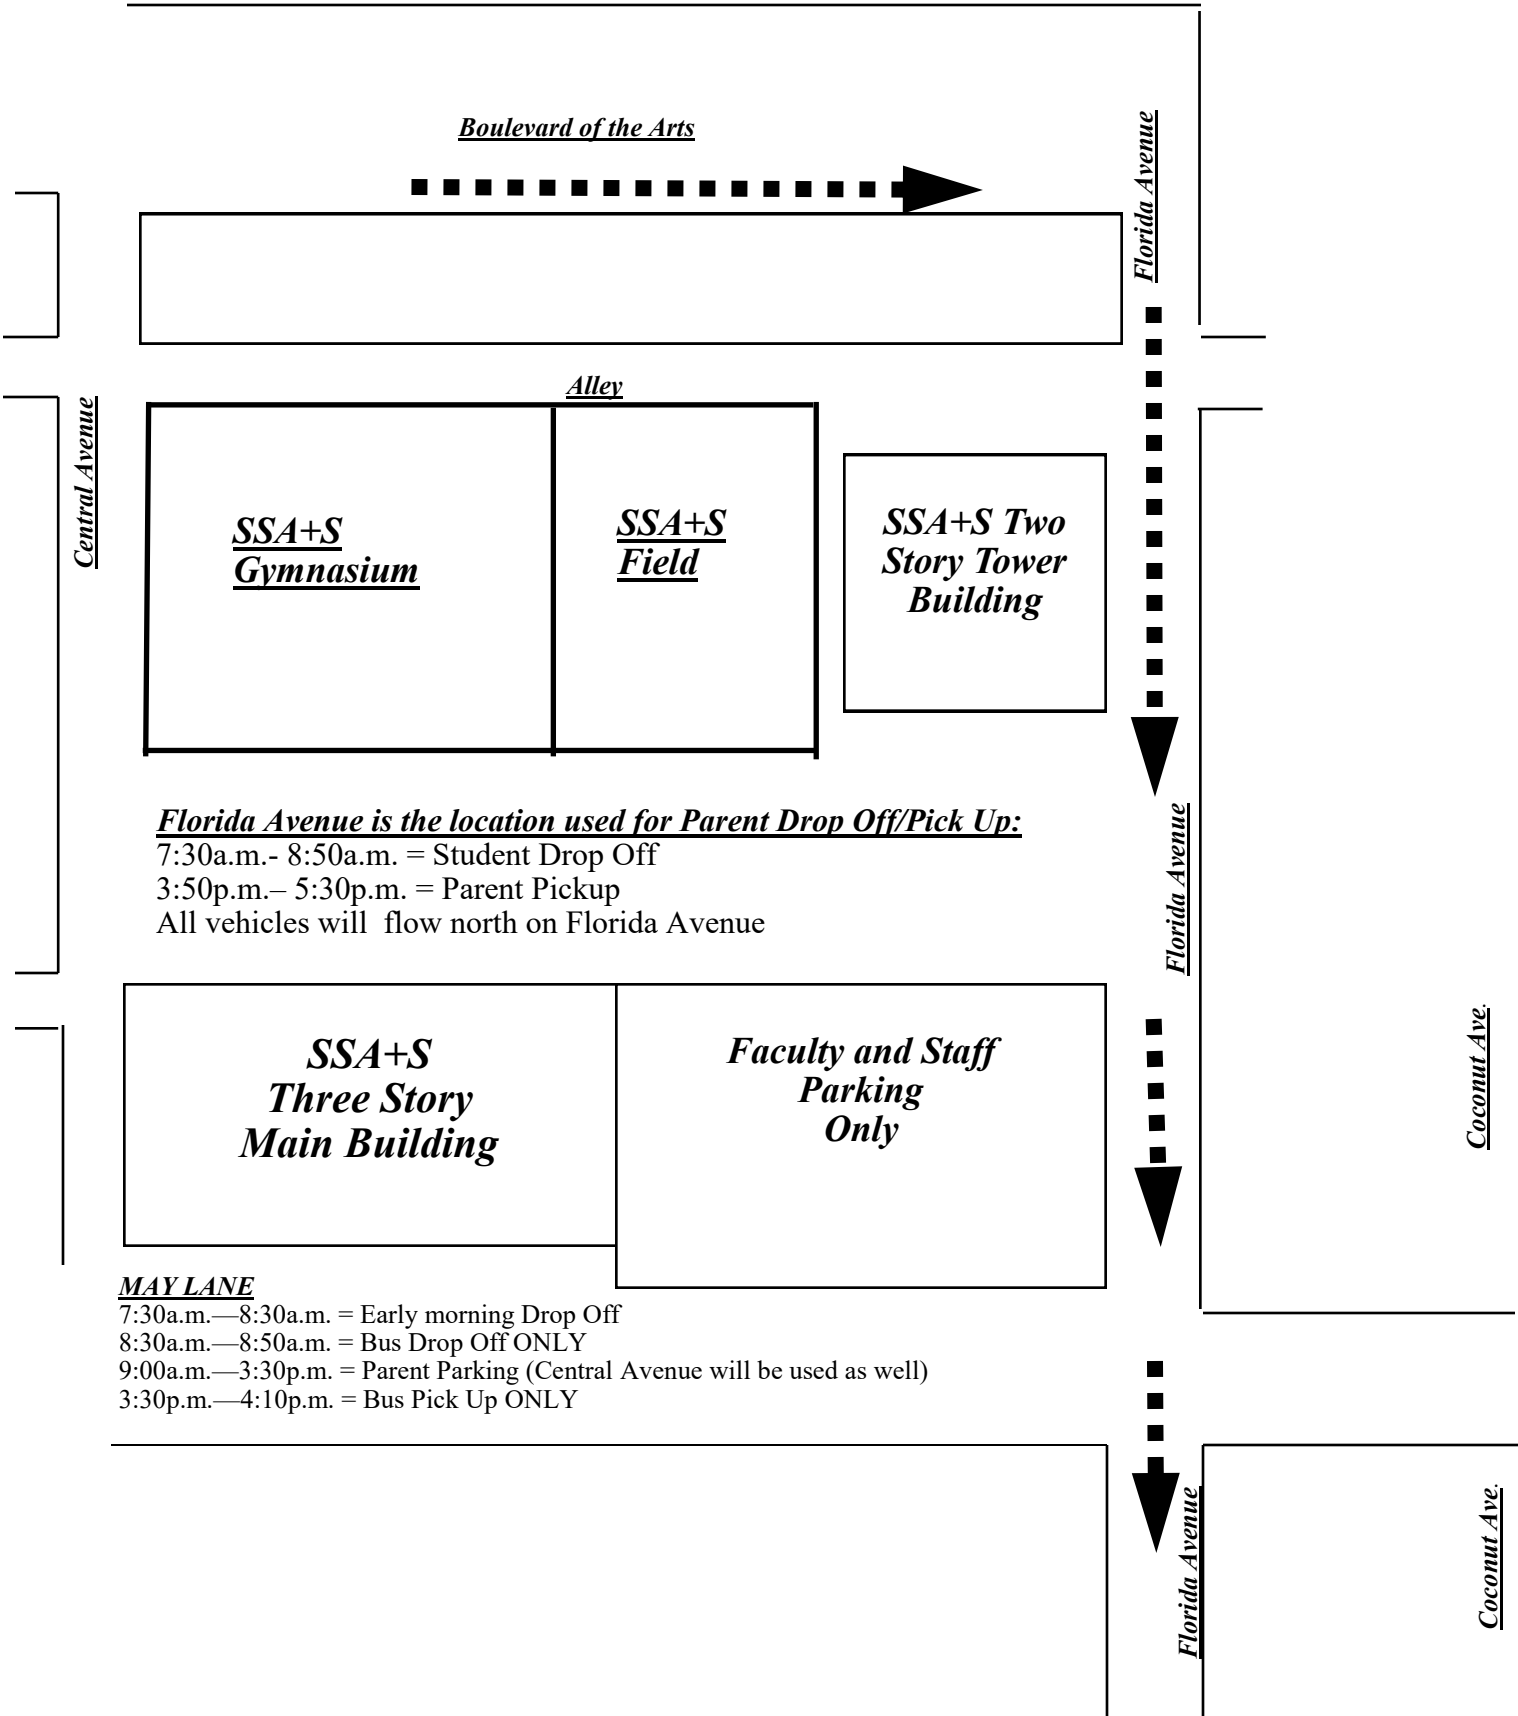 Boulevard of the Arts
Florida Avenue
Alley
Central Avenue
SSA+S
Gymnasium
SSA+S
Field
SSA+S Two
Story Tower
Building
Florida Avenue is the location used for Parent Drop Off/Pick Up:
7:30a.m.- 8:50a.m. = Student Drop Off
3:50p.m.– 5:30p.m. = Parent Pickup
All vehicles will  flow north on Florida Avenue
Florida Avenue
SSA+S
Three Story
Main Building
Faculty and Staff
Parking
Only
Coconut Ave.
MAY LANE
7:30a.m.—8:30a.m. = Early morning Drop Off
8:30a.m.—8:50a.m. = Bus Drop Off ONLY
9:00a.m.—3:30p.m. = Parent Parking (Central Avenue will be used as well)
3:30p.m.—4:10p.m. = Bus Pick Up ONLY
Florida Avenue
Coconut Ave.